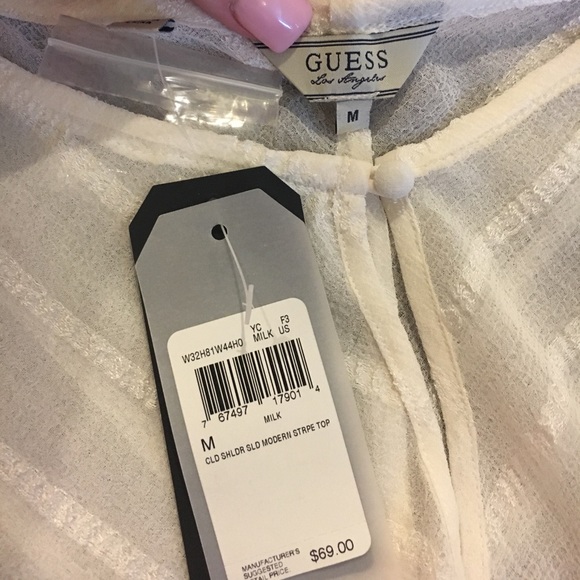 GUESS
Los Angeles
M
YC F3
W32H81W44H0 MILK US
7 67497 17901 4
MILK
M
CLD SHLDR SLD MODERN STRPE TOP
MANUFACTURER'S
SUGGESTED $69.00
RETAIL PRICE